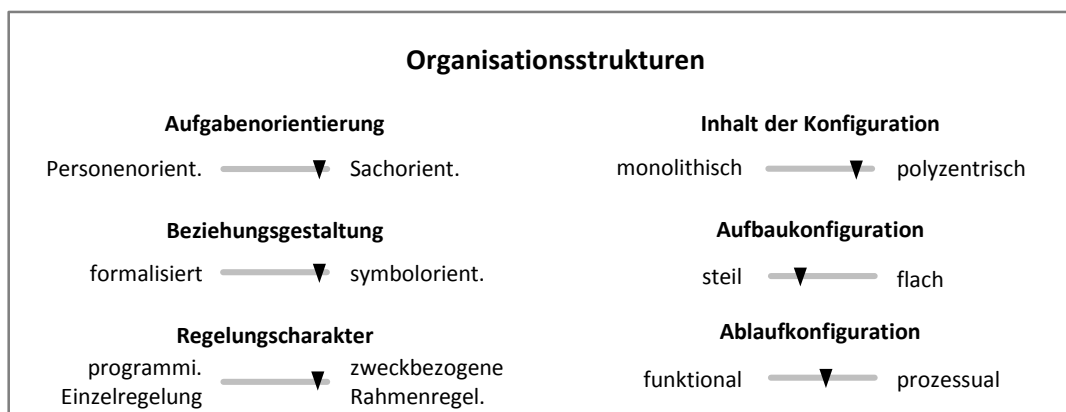 Organisationsstrukturen
Aufgabenorientierung
Personenorient.
Sachorient.
Beziehungsgestaltung
formalisiert
symbolorient.
Regelungscharakter
programmi.
Einzelregelung
zweckbezogene
Rahmenregel.
Inhalt der Konfiguration
monolithisch
polyzentrisch
Aufbaukonfiguration
steil
flach
Ablaufkonfiguration
funktional
prozessual